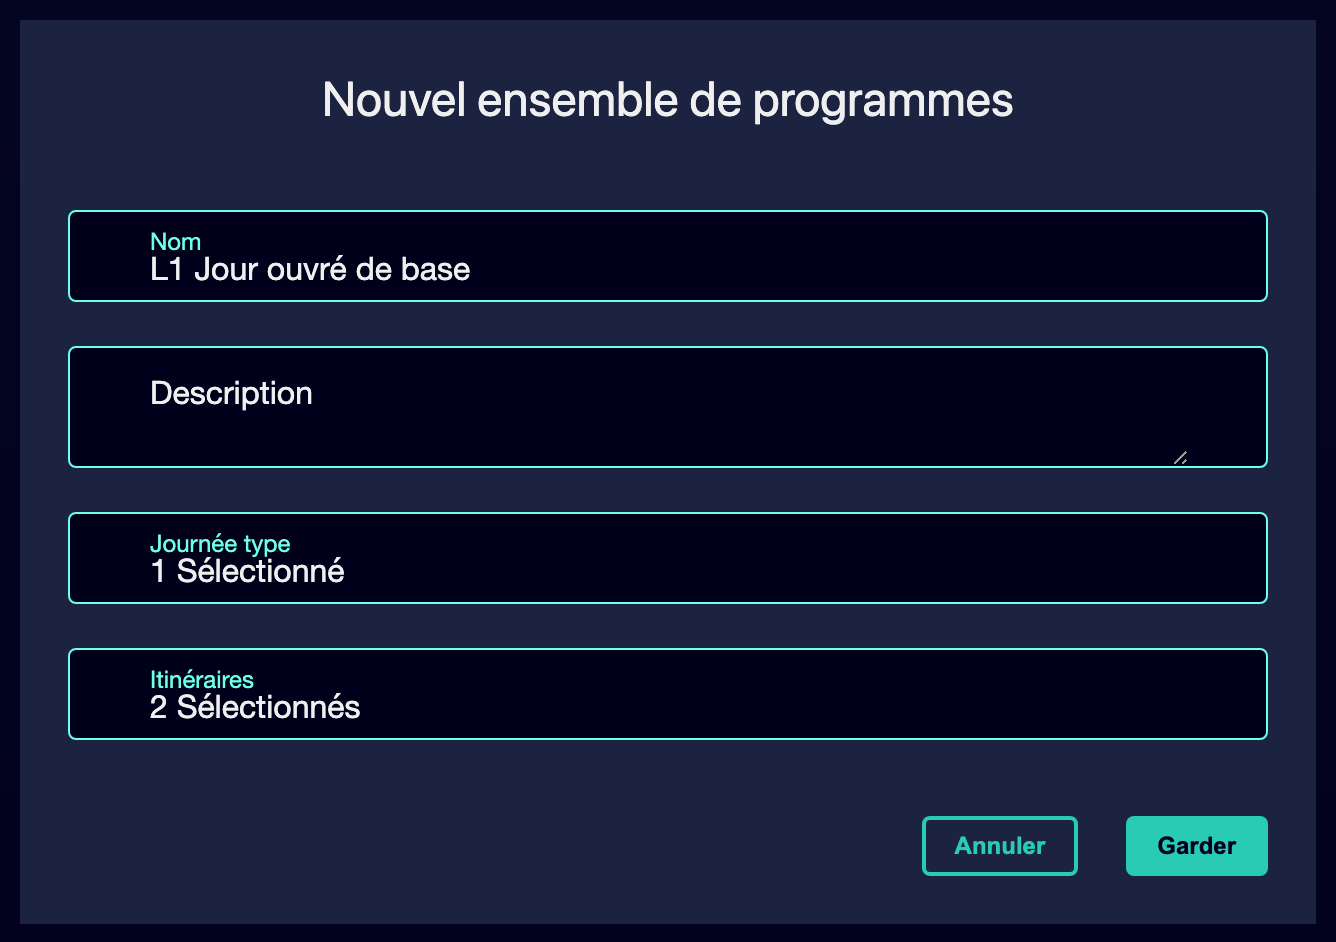 Nouvel ensemble de programmes
Nom
L1 Jour ouvré de base
Description
Journée type
1 Sélectionné
Itinéraires
2 Sélectionnés
Annuler
Garder